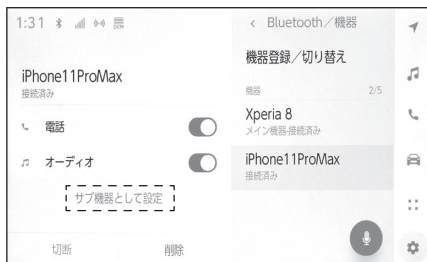 1:31
iPhone11ProMax
接続済み
電話
オーディオ
サブ機器として設定
切断
削除
< Bluetooth／機器
機器登録／切り替え
機器 2/5
Xperia 8
メイン機器-接続済み
iPhone11ProMax
接続済み